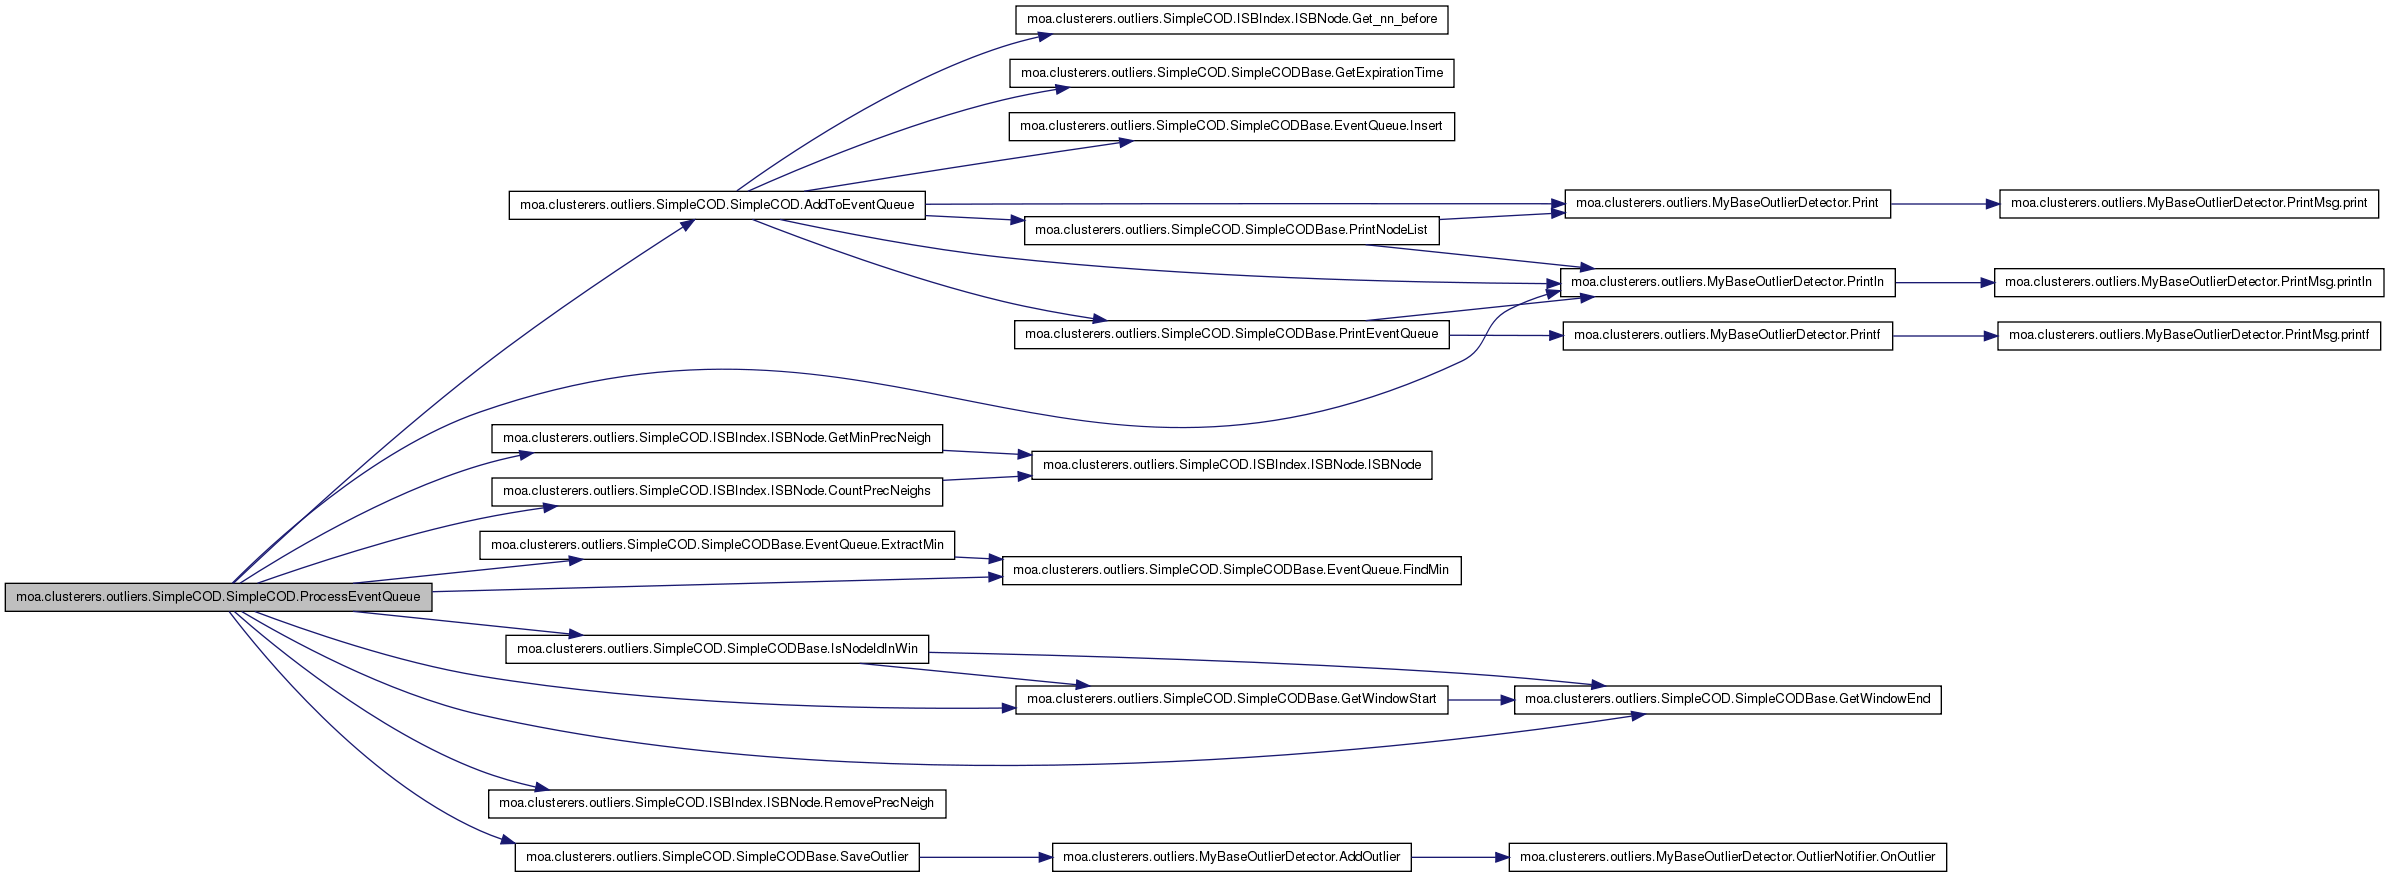 moa.clusterers.outliers.SimpleCOD.ISBIndex.ISBNode.Get_nn_before
moa.clusterers.outliers.SimpleCOD.SimpleCODBase.GetExpirationTime
moa.clusterers.outliers.SimpleCOD.SimpleCODBase.EventQueue.Insert
moa.clusterers.outliers.SimpleCOD.SimpleCOD.AddToEventQueue
moa.clusterers.outliers.MyBaseOutlierDetector.Print
moa.clusterers.outliers.MyBaseOutlierDetector.PrintMsg.print
moa.clusterers.outliers.SimpleCOD.SimpleCODBase.PrintNodeList
moa.clusterers.outliers.MyBaseOutlierDetector.Println
moa.clusterers.outliers.MyBaseOutlierDetector.PrintMsg.println
moa.clusterers.outliers.SimpleCOD.SimpleCODBase.PrintEventQueue
moa.clusterers.outliers.MyBaseOutlierDetector.Printf
moa.clusterers.outliers.MyBaseOutlierDetector.PrintMsg.printf
moa.clusterers.outliers.SimpleCOD.ISBIndex.ISBNode.GetMinPrecNeigh
moa.clusterers.outliers.SimpleCOD.ISBIndex.ISBNode.ISBNode
moa.clusterers.outliers.SimpleCOD.ISBIndex.ISBNode.CountPrecNeighs
moa.clusterers.outliers.SimpleCOD.SimpleCODBase.EventQueue.ExtractMin
moa.clusterers.outliers.SimpleCOD.SimpleCODBase.EventQueue.FindMin
moa.clusterers.outliers.SimpleCOD.SimpleCOD.ProcessEventQueue
moa.clusterers.outliers.SimpleCOD.SimpleCODBase.IsNodeIdInWin
moa.clusterers.outliers.SimpleCOD.SimpleCODBase.GetWindowStart
moa.clusterers.outliers.SimpleCOD.SimpleCODBase.GetWindowEnd
moa.clusterers.outliers.SimpleCOD.ISBIndex.ISBNode.RemovePrecNeigh
moa.clusterers.outliers.SimpleCOD.SimpleCODBase.SaveOutlier
moa.clusterers.outliers.MyBaseOutlierDetector.AddOutlier
moa.clusterers.outliers.MyBaseOutlierDetector.OutlierNotifier.OnOutlier